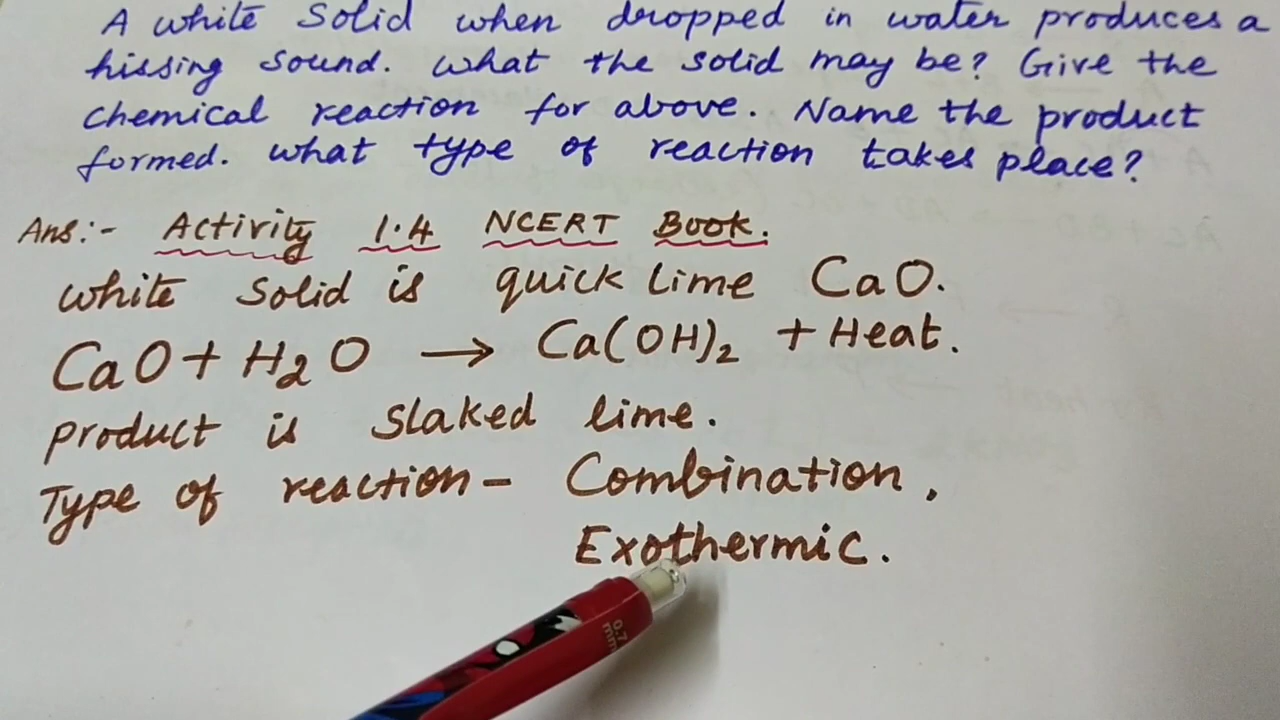 A white Solid when dropped in water produces a
hissing sound. What the solid may be? Give the
chemical reaction for above. Name the product
formed. What type of reaction takes place?
Ans:- Activity 1.4 NCERT Book.
White Solid is quick lime CaO.
CaO + H₂O → Ca(OH)₂ + Heat.
product is slaked lime.
Type of reaction - Combination,
Exothermic.
0.7
mm